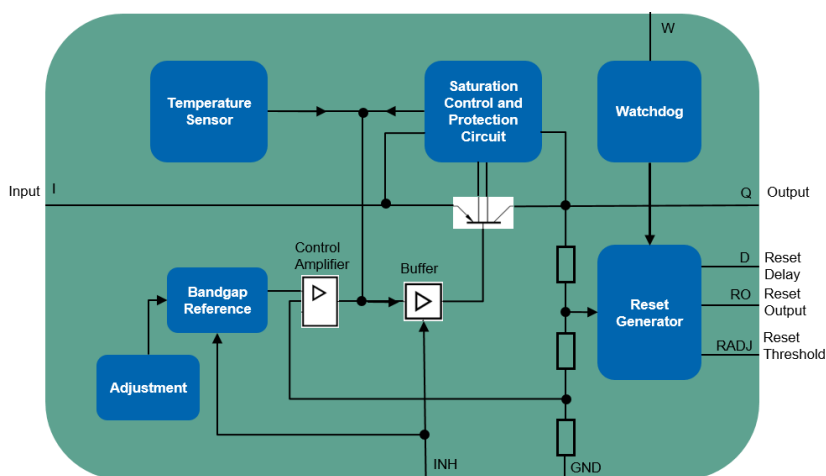 W
Temperature
Sensor
Saturation
Control and
Protection
Circuit
Watchdog
Input I
Q Output
Control
Amplifier
Buffer
Bandgap
Reference
Reset
Generator
D Reset
Delay
RO Reset
Output
RADJ Reset
Threshold
Adjustment
INH
GND